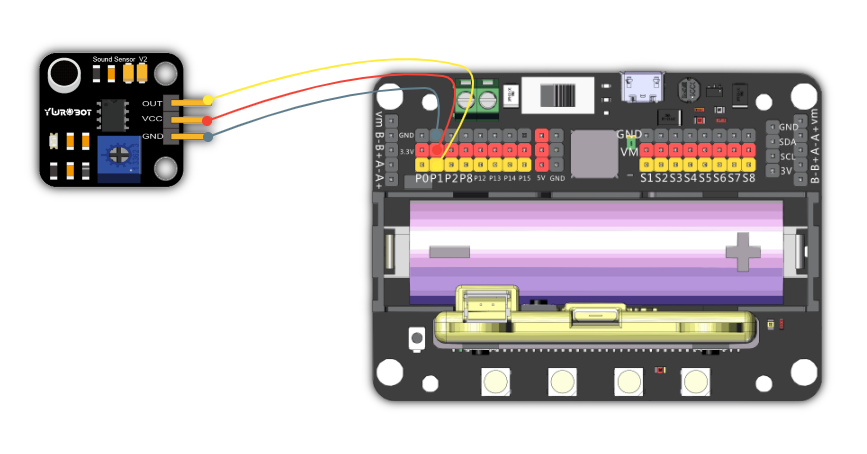 Sound Sensor V2
OUT
VCC
GND
YwROBOT
vm
B-B+A-A+
GND
3.3V
P0 P1 P2 P8 P12 P13 P14 P15 5V GND
GND
VM
S1 S2 S3 S4 S5 S6 S7 S8
GND
SDA
SCL
3V
B-B+A-A+vm